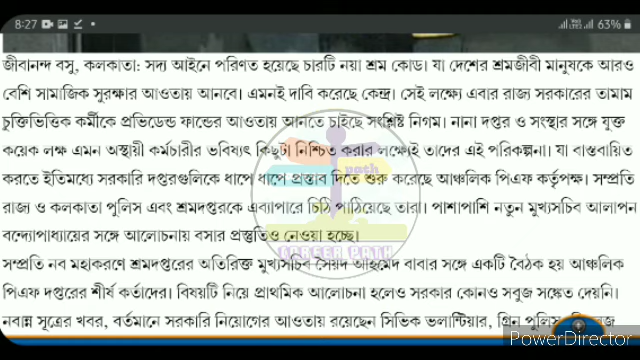 8:27
63%
জীবানন্দ বসু, কলকাতা: সদ্য আইনে পরিণত হয়েছে চারটি নয়া শ্রম কোড। যা দেশের শ্রমজীবী মানুষকে আরও
বেশি সামাজিক সুরক্ষার আওতায় আনবে। এমনই দাবি করেছে কেন্দ্র। সেই লক্ষ্যে এবার রাজ্য সরকারের তামাম
চুক্তিভিত্তিক কর্মীকে প্রভিডেন্ড ফান্ডের আওতায় আনতে চাইছে সংশ্লিষ্ট নিগম। নানা দপ্তর ও সংস্থার সঙ্গে যুক্ত
কয়েক লক্ষ এমন অস্থায়ী কর্মচারীর ভবিষ্যৎ কিছুটা নিশ্চিত করার লক্ষ্যেই তাদের এই পরিকল্পনা। যা বাস্তবায়িত
করতে ইতিমধ্যে সরকারি দপ্তরগুলিকে ধাপে ধাপে প্রস্তাব দিতে শুরু করেছে আঞ্চলিক পিএফ কর্তৃপক্ষ। সম্প্রতি
রাজ্য ও কলকাতা পুলিস এবং শ্রমদপ্তরকে এব্যাপারে চিঠি পাঠিয়েছে তারা। পাশাপাশি নতুন মুখ্যসচিব আলাপন
বন্দ্যোপাধ্যায়ের সঙ্গে আলোচনায় বসার প্রস্তুতিও নেওয়া হচ্ছে।
সম্প্রতি নব মহাকরণে শ্রমদপ্তরের অতিরিক্ত মুখ্যসচিব সৈয়দ আহমেদ বাবার সঙ্গে একটি বৈঠক হয় আঞ্চলিক
পিএফ দপ্তরের শীর্ষ কর্তাদের। বিষয়টি নিয়ে প্রাথমিক আলোচনা হলেও সরকার কোনও সবুজ সঙ্কেত দেয়নি।
নবান্ন সূত্রের খবর, বর্তমানে সরকারি নিয়োগের আওতায় রয়েছেন সিভিক ভলান্টিয়ার, গ্রিন পুলিস,
path
CAREER PATH
PowerDirector